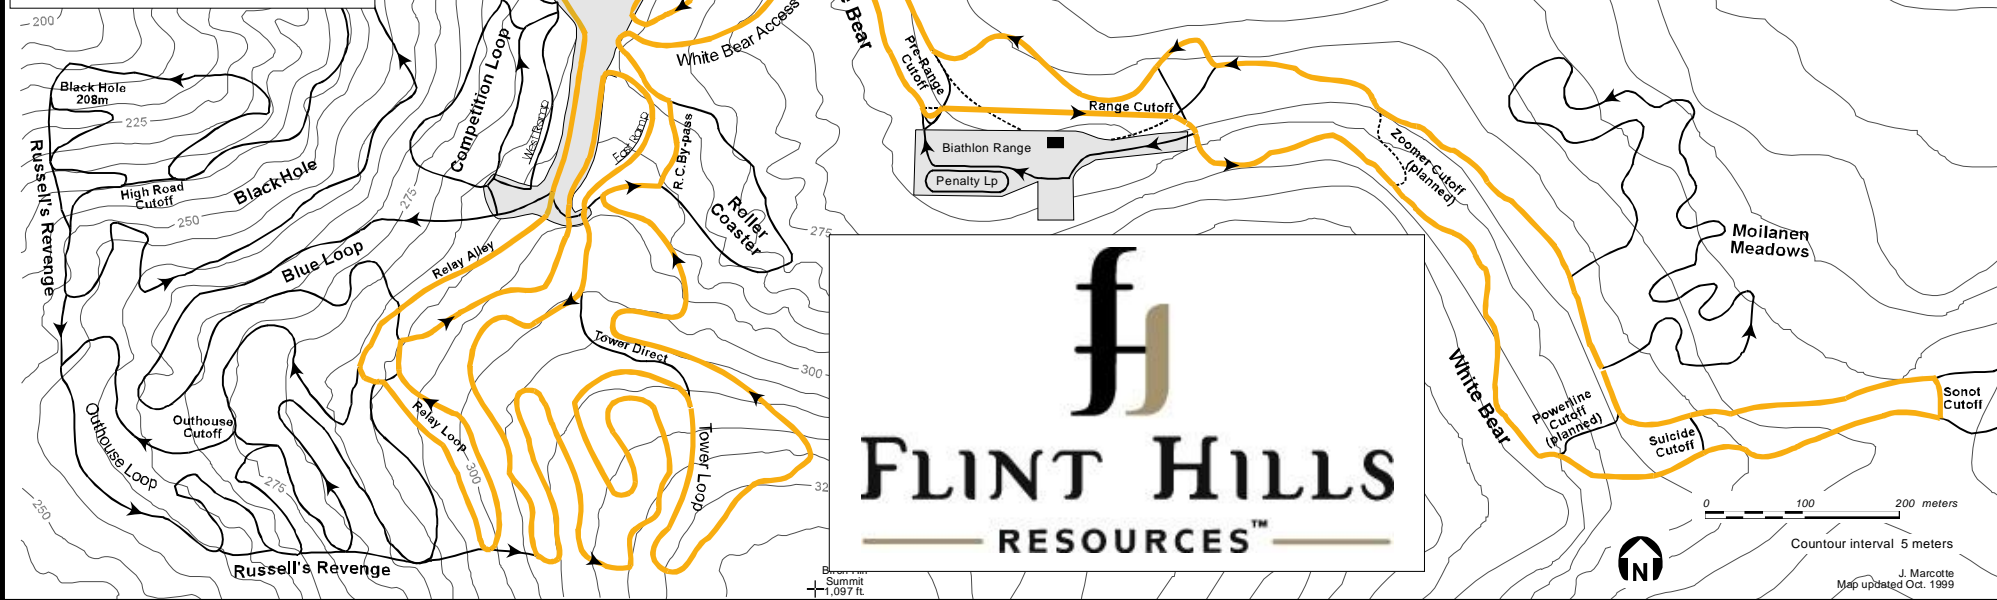 200
Black Hole
208m
225
Russell's Revenge
High Road
Cutoff
Black Hole
250
275
Competition Loop
West Ramp
East Ramp
White Bear Access
R.C.By-pass
Roller
Coaster
275
Blue Loop
Relay Alley
Tower Direct
300
Relay Loop
300
Tower Loop
Outhouse
Cutoff
Outhouse Loop
275
250
Russell's Revenge
32
Summit
1,097 ft.
Bear
Pre-Range
Cutoff
Range Cutoff
Biathlon Range
Penalty Lp
Zoomer Cutoff
(planned)
Moilanen
Meadows
White Bear
Powerline
Cutoff
(planned)
Suicide
Cutoff
Sonot
Cutoff
FLINT HILLS
RESOURCES™
0 100 200 meters
Countour interval 5 meters
N
J. Marcotte
Map updated Oct. 1999